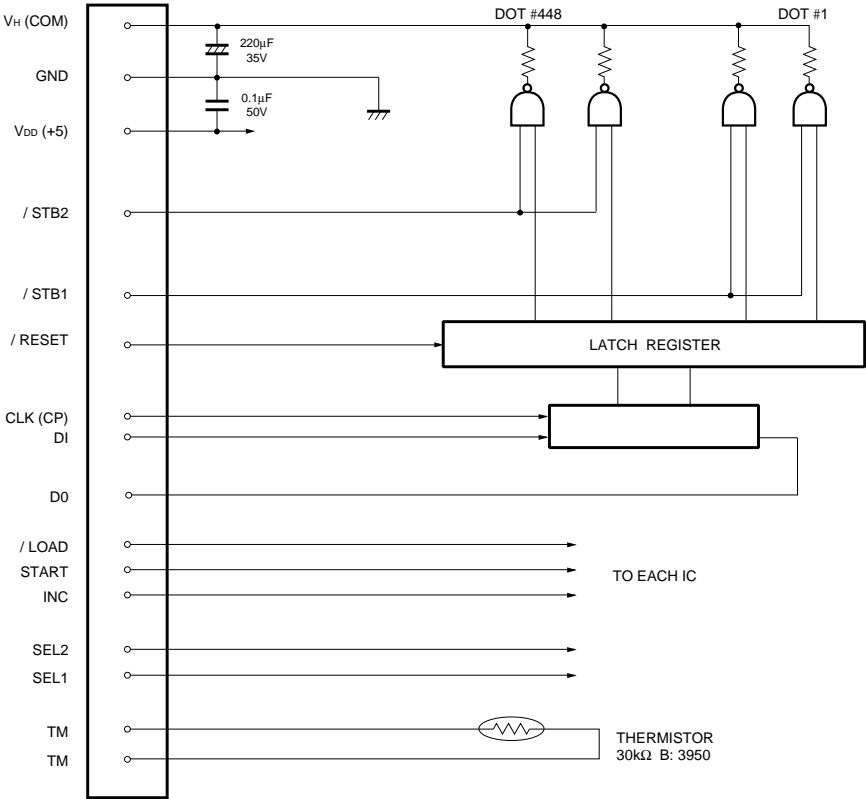 VH (COM)
GND
VDD (+5)
/ STB2
/ STB1
/ RESET
CLK (CP)
DI
D0
/ LOAD
START
INC
SEL2
SEL1
TM
TM
220µF
35V
0.1µF
50V
DOT #448
DOT #1
LATCH REGISTER
TO EACH IC
THERMISTOR
30kΩ B: 3950